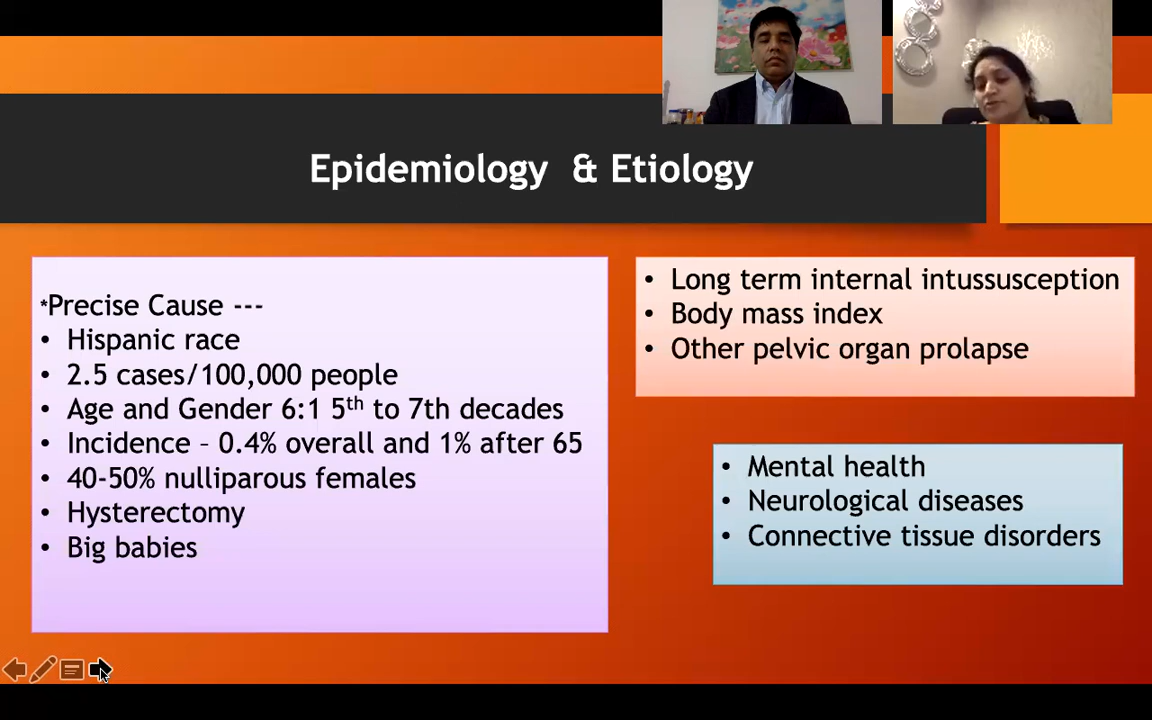 Epidemiology & Etiology
*Precise Cause ---
• Hispanic race
• 2.5 cases/100,000 people
• Age and Gender 6:1 5th to 7th decades
• Incidence – 0.4% overall and 1% after 65
• 40-50% nulliparous females
• Hysterectomy
• Big babies
• Long term internal intussusception
• Body mass index
• Other pelvic organ prolapse
• Mental health
• Neurological diseases
• Connective tissue disorders